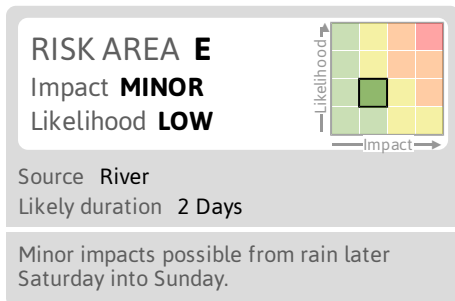 RISK AREA E
Impact MINOR
Likelihood LOW
Likelihood
Impact
Source River
Likely duration 2 Days
Minor impacts possible from rain later
Saturday into Sunday.